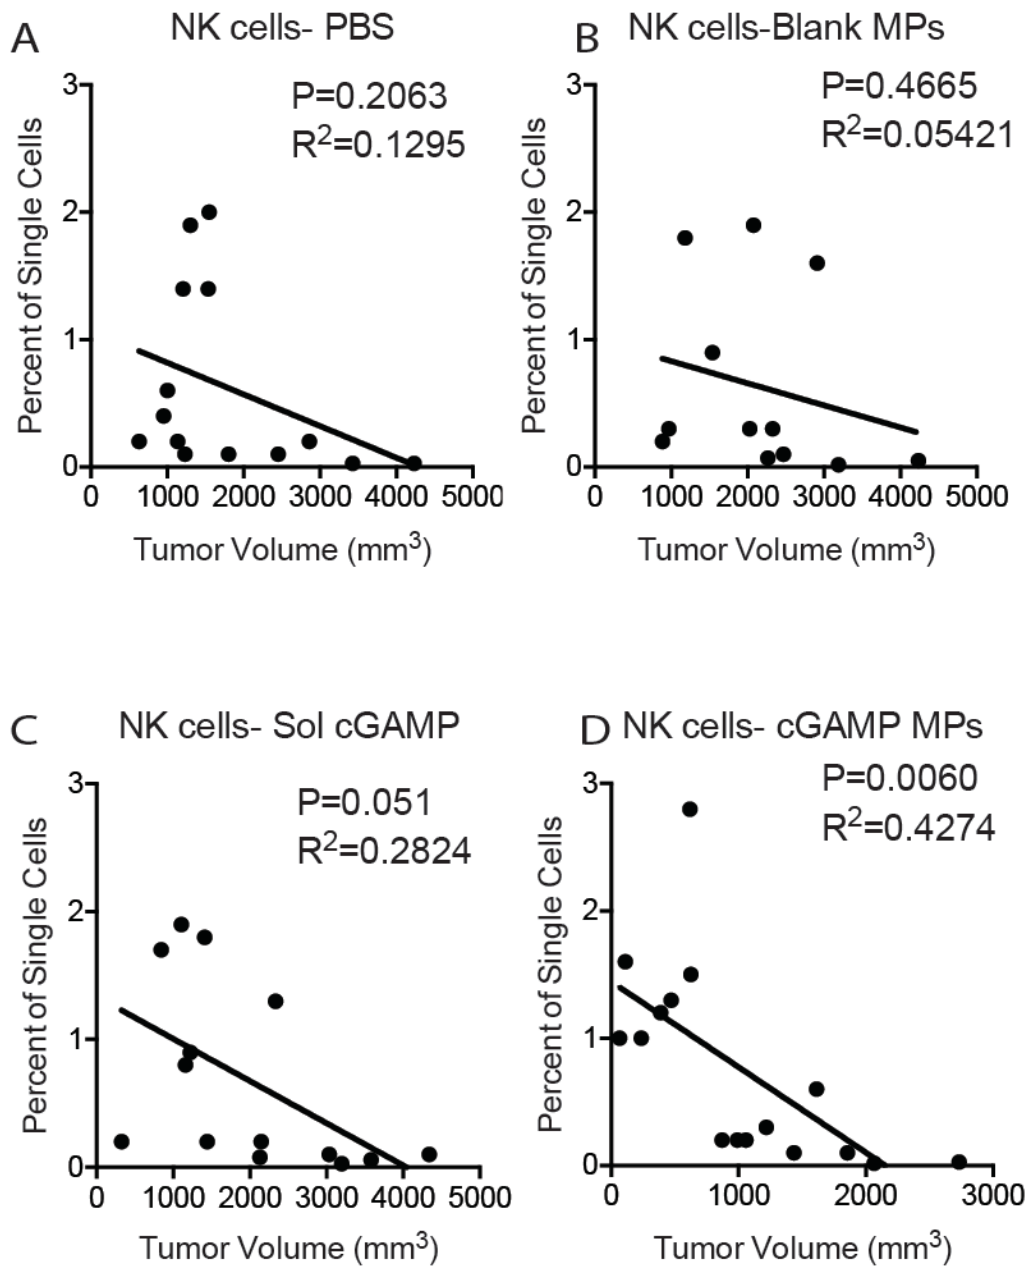 A
NK cells- PBS
P=0.2063
R²=0.1295
Percent of Single Cells
3
2
1
0
0 1000 2000 3000 4000 5000
Tumor Volume (mm³)
B
NK cells-Blank MPs
P=0.4665
R²=0.05421
Percent of Single Cells
3
2
1
0
0 1000 2000 3000 4000 5000
Tumor Volume (mm³)
C
NK cells- Sol cGAMP
P=0.051
R²=0.2824
Percent of Single Cells
3
2
1
0
0 1000 2000 3000 4000 5000
Tumor Volume (mm³)
D
NK cells- cGAMP MPs
P=0.0060
R²=0.4274
Percent of Single Cells
3
2
1
0
0 1000 2000 3000
Tumor Volume (mm³)